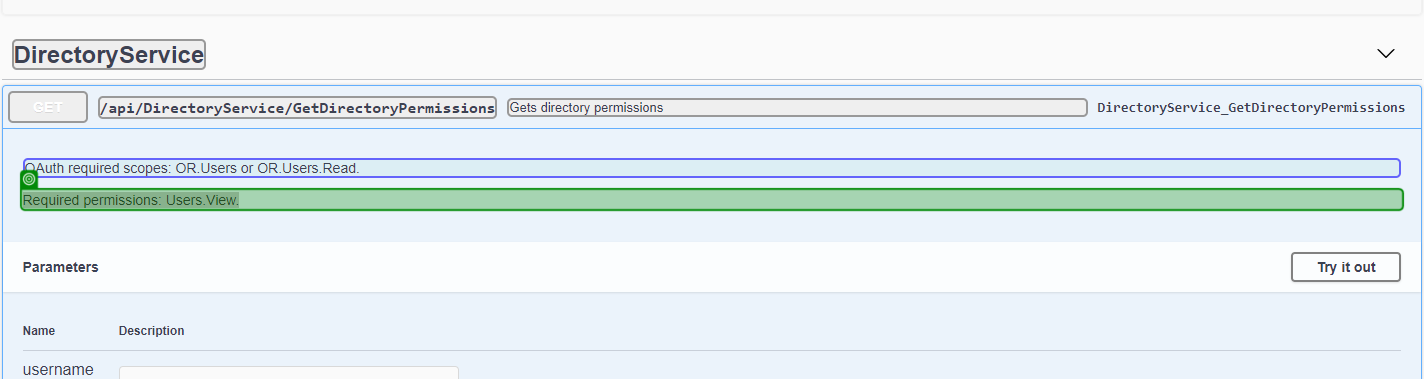 DirectoryService
GET /api/DirectoryService/GetDirectoryPermissions Gets directory permissions DirectoryService_GetDirectoryPermissions
OAuth required scopes: OR.Users or OR.Users.Read.
Required permissions: Users.View.
Parameters Try it out
Name Description
username